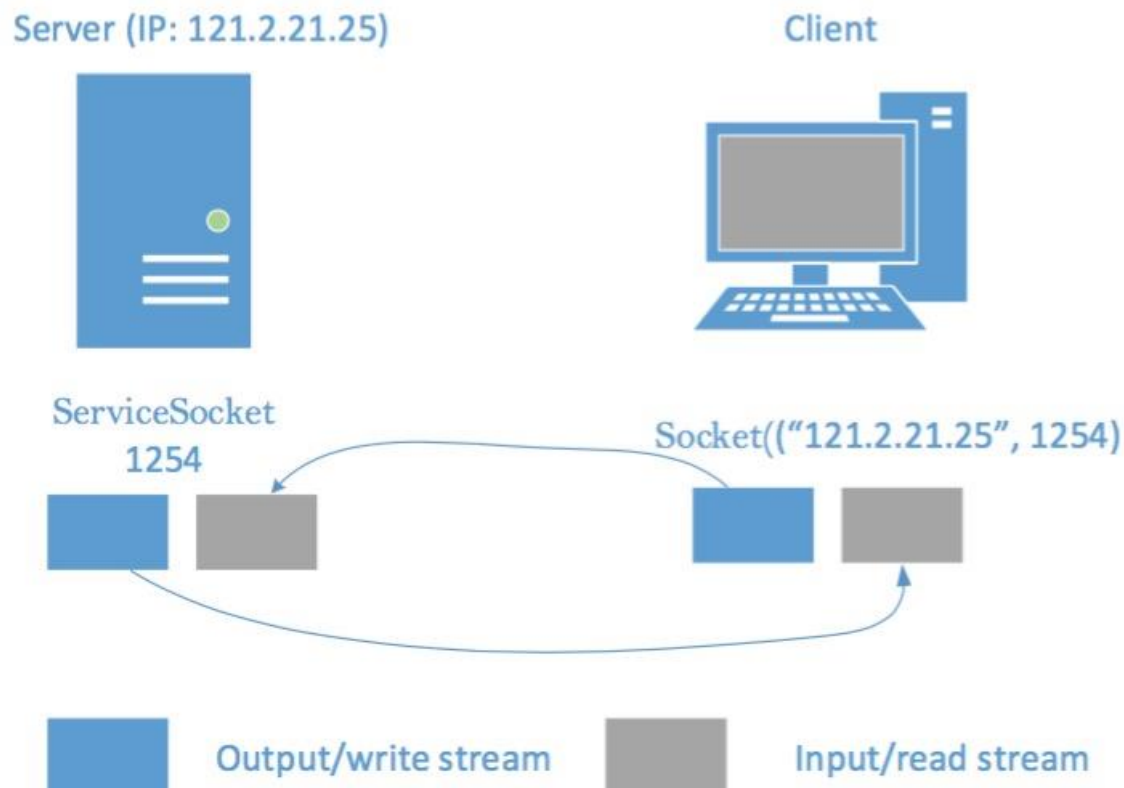 Server (IP: 121.2.21.25)
Client
ServiceSocket
1254
Socket((“121.2.21.25”, 1254)
Output/write stream
Input/read stream